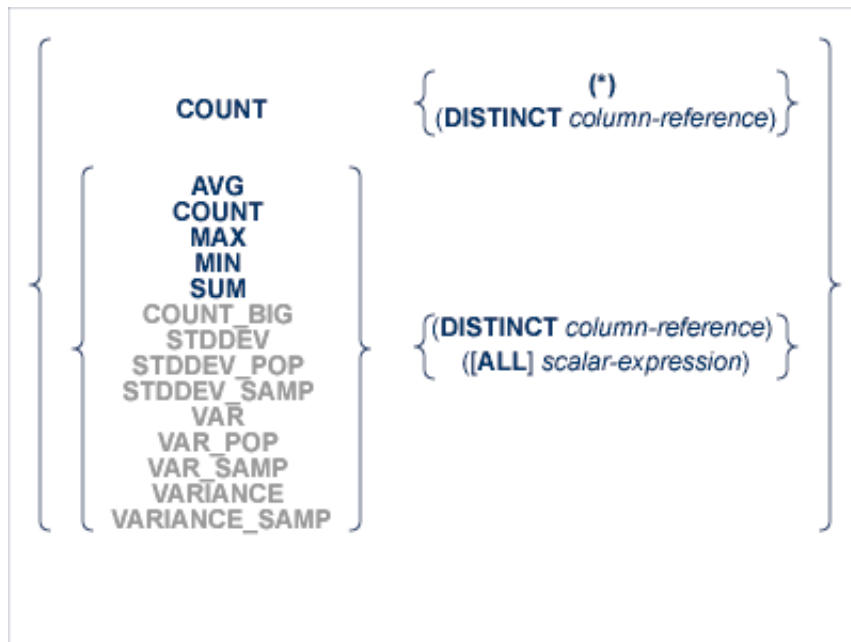 (*)
COUNT
(DISTINCT column-reference)
AVG
COUNT
MAX
MIN
SUM
COUNT_BIG
STDDEV
STDDEV_POP
STDDEV_SAMP
VAR
VAR_POP
VAR_SAMP
VARIANCE
VARIANCE_SAMP
(DISTINCT column-reference)
([ALL] scalar-expression)